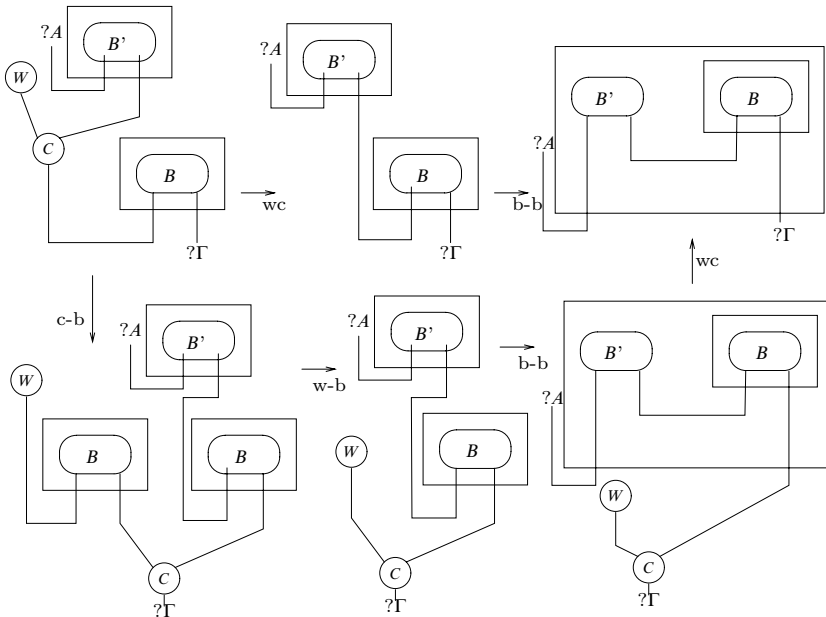 ?A B' ?A B' B' B
W
C B B ?A
wc b-b
?Γ ?Γ ?Γ
c-b wc
?A B' ?A B' B' B
W w-b b-b
?A
B B W B
W
C C C
?Γ ?Γ ?Γ